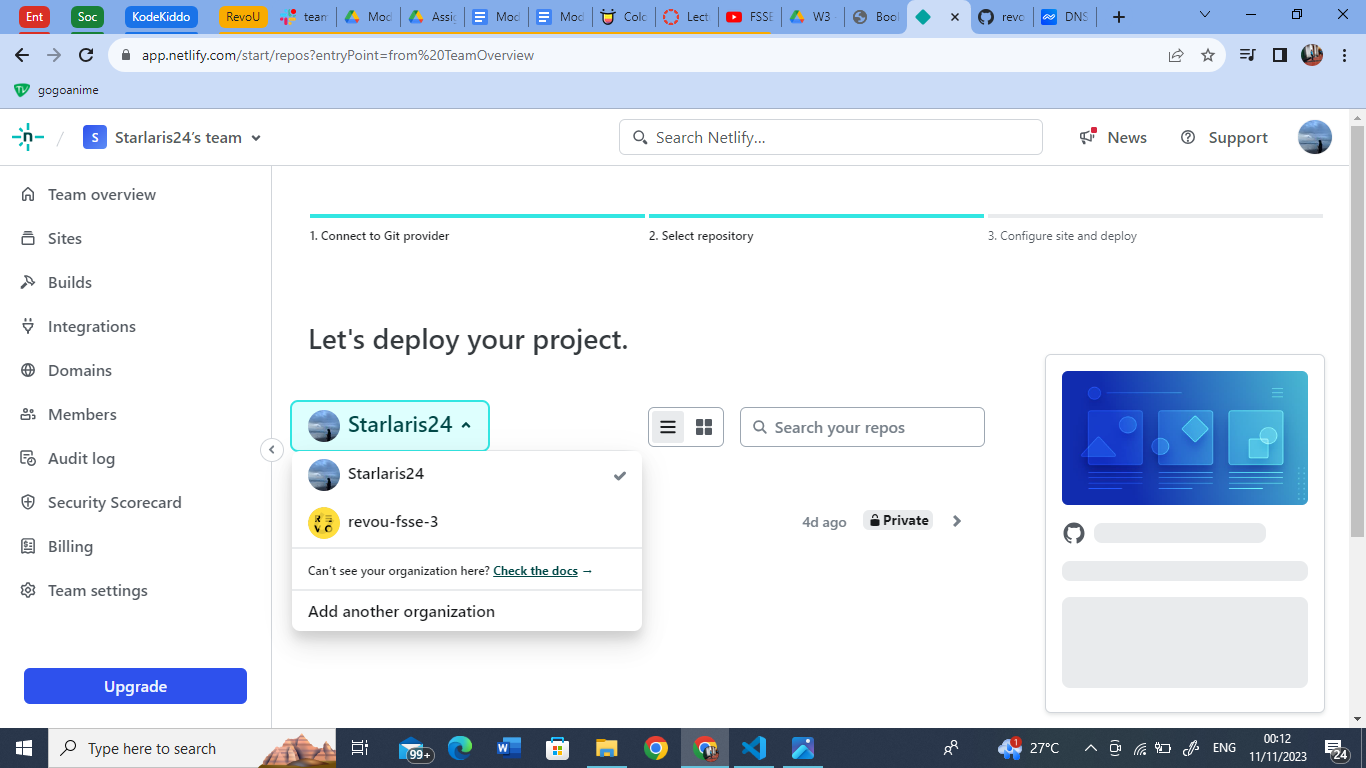 Ent
Soc
KodeKiddo
RevoU
team
Mod
Assig
Mod
Mod
Colo
Lect
FSSE
W3
Bool
revo
DNS
app.netlify.com/start/repos?entryPoint=from%20TeamOverview
gogoanime
n / S Starlaris24's team
Search Netlify...
News
Support
Team overview
Sites
Builds
Integrations
Domains
Members
Audit log
Security Scorecard
Billing
Team settings
Upgrade
1. Connect to Git provider
2. Select repository
3. Configure site and deploy
Let's deploy your project.
Starlaris24
Search your repos
Starlaris24
revou-fsse-3
4d ago
Private
Can't see your organization here? Check the docs →
Add another organization
Type here to search
99+
1
27°C
ENG
00:12
11/11/2023
24